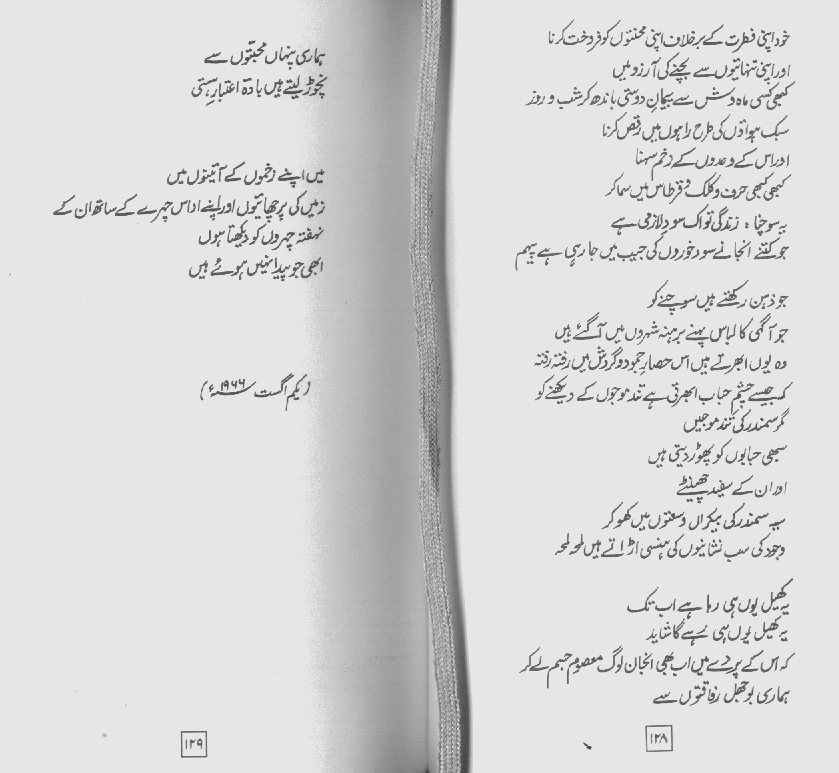 خود اپنی فطرت کے برخلاف اپنی محنتوں کو فروخت کرنا
اور اپنی تنہائیوں سے بچنے کی آرزو میں
کبھی کسی ماہ وش سے پیمانِ دوستی باندھ کر شب و روز
سبک ہواؤں کی طرح راہوں میں رقص کرنا
اور اس کے وعدوں کے زخم سہنا
کبھی کبھی حرف و کلک و قرطاس میں سما کر
یہ سوچنا: زندگی تو اک سودِ لازمی ہے
جو کتنے انجانے سود خوروں کی جیب میں جا رہی ہے پیہم
جو ذہن رکھتے ہیں سوچنے کو
جو آگہی کا لباس پہنے برہنہ شہروں میں آ گئے ہیں
وہ یوں ابھرتے ہیں اس حصارِ جمود و گردش میں رفتہ رفتہ
کہ جیسے چشمِ حباب ابھرتی ہے تند موجوں کے دیکھنے کو
مگر سمندر کی تند موجیں
سبھی حبابوں کو پھوڑ دیتی ہیں
اور ان کے سفید چھینٹے
سیہ سمندر کی بیکراں وسعتوں میں کھو کر
وجود کی سب نشانیوں کی ہنسی اڑاتے ہیں لمحہ لمحہ
یہ کھیل یوں ہی رہا ہے اب تک
یہ کھیل یوں ہی رہے گا شاید
کہ اس کے پردے میں اب بھی انجان لوگ معصوم جسم لے کر
ہماری بوجھل رفاقتوں سے
۱۲۸
ہماری پنہاں محبتوں سے
نچوڑ لیتے ہیں بادۂ اعتبارِ ہستی
میں اپنے زخموں کے آئینوں میں
زمیں کی پرچھائیوں اور اپنے اداس چہرے کے ساتھ ان کے
نہفتہ چہروں کو دیکھتا ہوں
ابھی جو پیدا نہیں ہوئے ہیں
(یکم اگست ۱۹۶۶ء)
۱۲۹